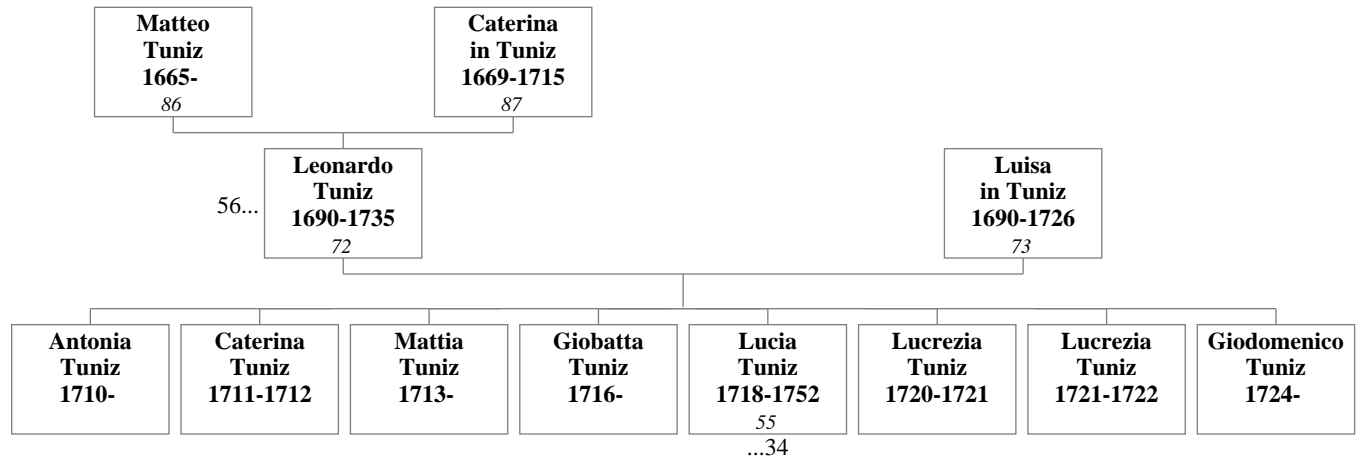 Matteo
Tuniz
1665-
86
Caterina
in Tuniz
1669-1715
87
56...
Leonardo
Tuniz
1690-1735
72
Luisa
in Tuniz
1690-1726
73
Antonia
Tuniz
1710-
Caterina
Tuniz
1711-1712
Mattia
Tuniz
1713-
Giobatta
Tuniz
1716-
Lucia
Tuniz
1718-1752
55
...34
Lucrezia
Tuniz
1720-1721
Lucrezia
Tuniz
1721-1722
Giodomenico
Tuniz
1724-